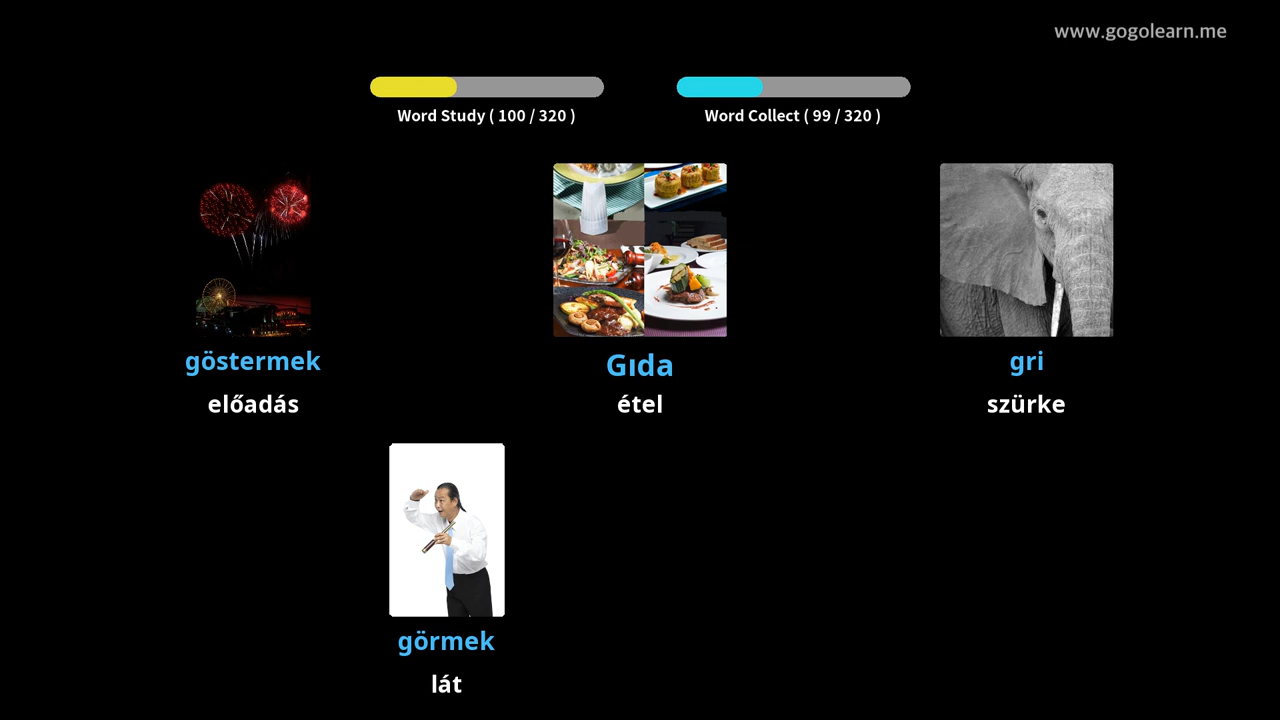 www.gogolearn.me
Word Study ( 100 / 320 )
Word Collect ( 99 / 320 )
göstermek
előadás
Gıda
étel
gri
szürke
görmek
lát